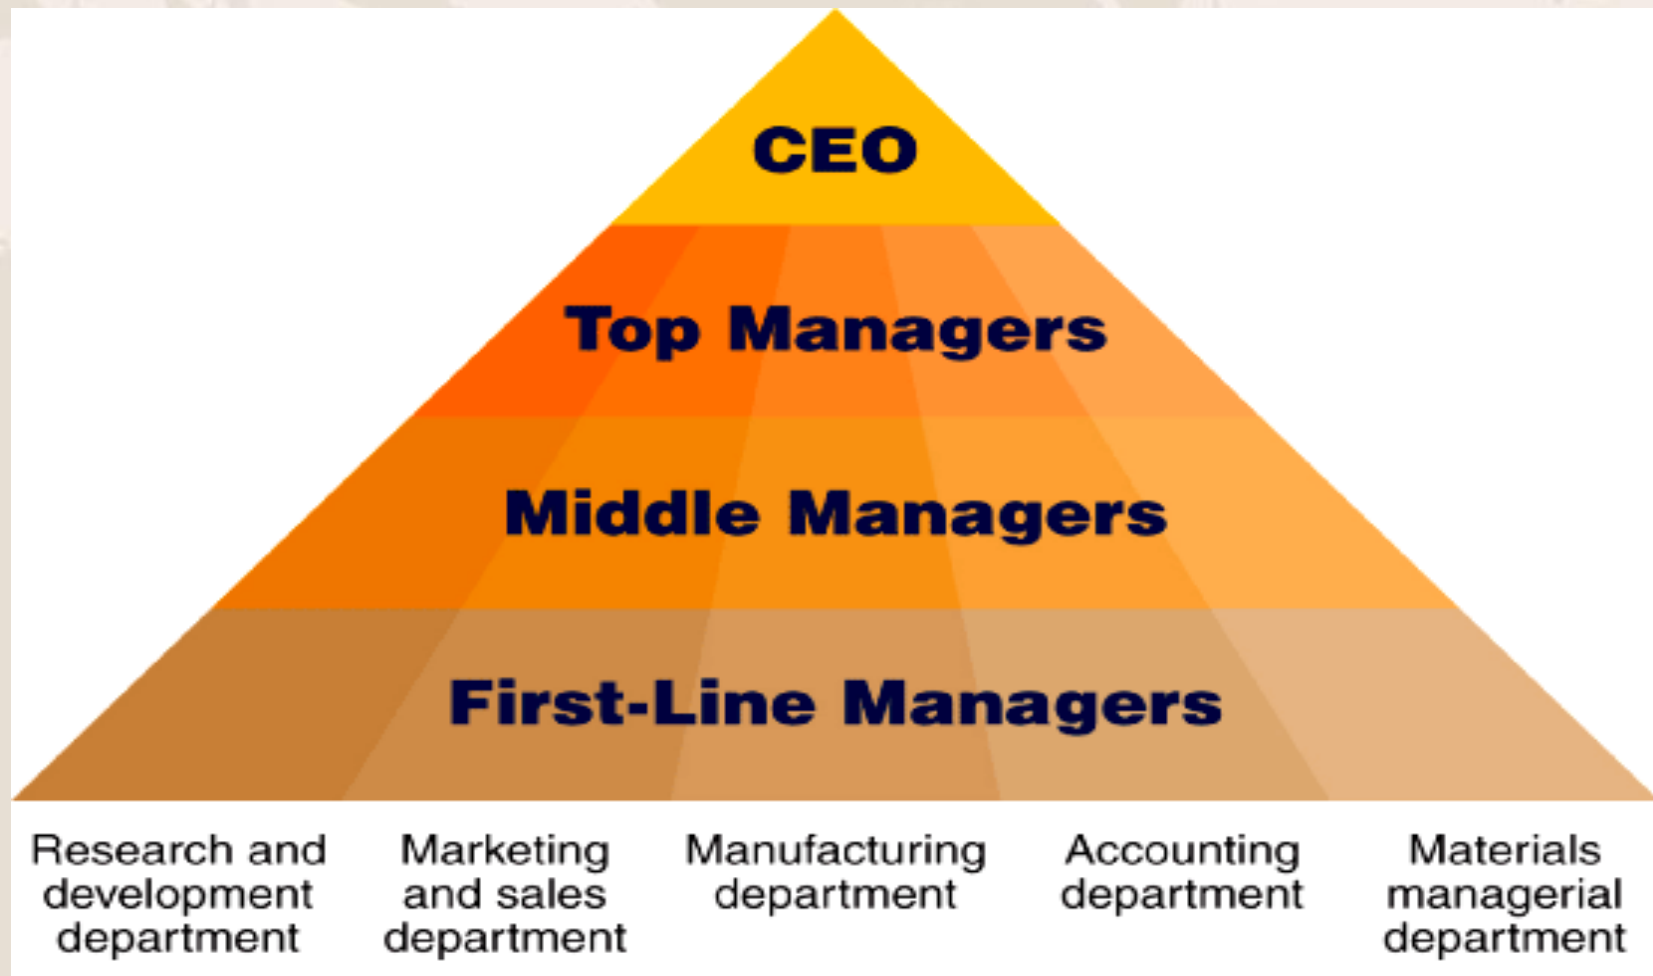 CEO
Top Managers
Middle Managers
First-Line Managers
Research and
development
department
Marketing
and sales
department
Manufacturing
department
Accounting
department
Materials
managerial
department